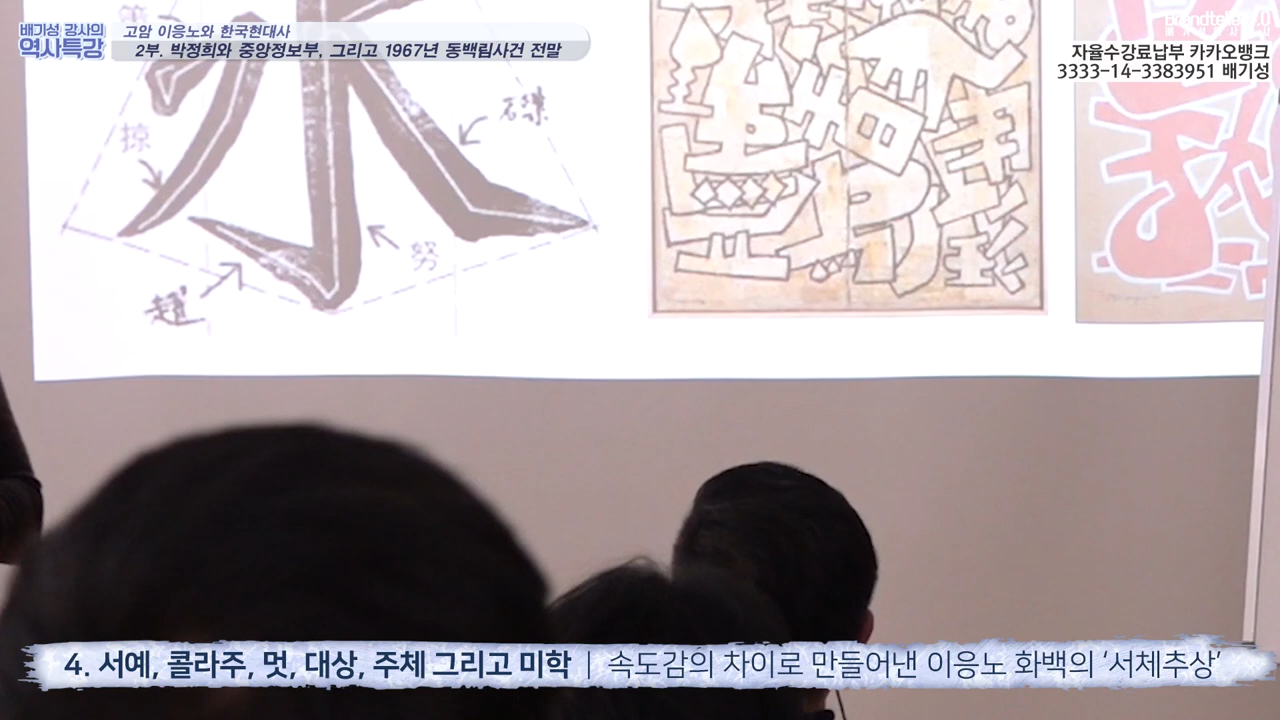 배기성 강사의
역사특강
고암 이응노와 한국현대사
2부. 박정희와 중앙정보부, 그리고 1967년 동백림사건 전말
자율수강료납부 카카오뱅크
3333-14-3383951 배기성
掠
努
趯
4. 서예, 콜라주, 멋, 대상, 주체 그리고 미학 | 속도감의 차이로 만들어낸 이응노 화백의 ‘서체추상’